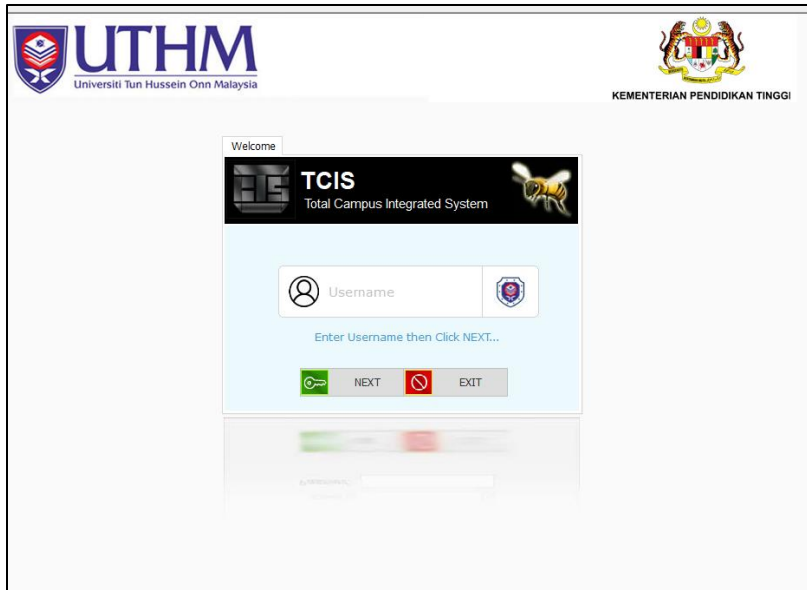 UTHM
Universiti Tun Hussein Onn Malaysia
KEMENTERIAN PENDIDIKAN TINGGI
Welcome
TCIS
Total Campus Integrated System
Username
Enter Username then Click NEXT...
NEXT
EXIT